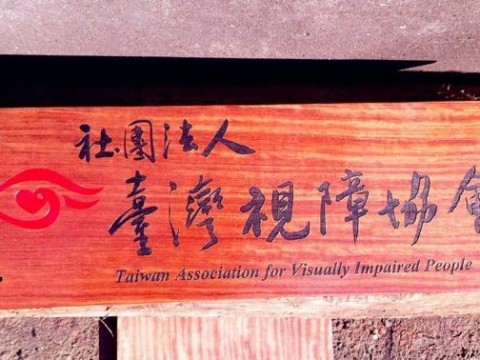 社團法人
臺灣視障協會
Taiwan Association for Visually Impaired People